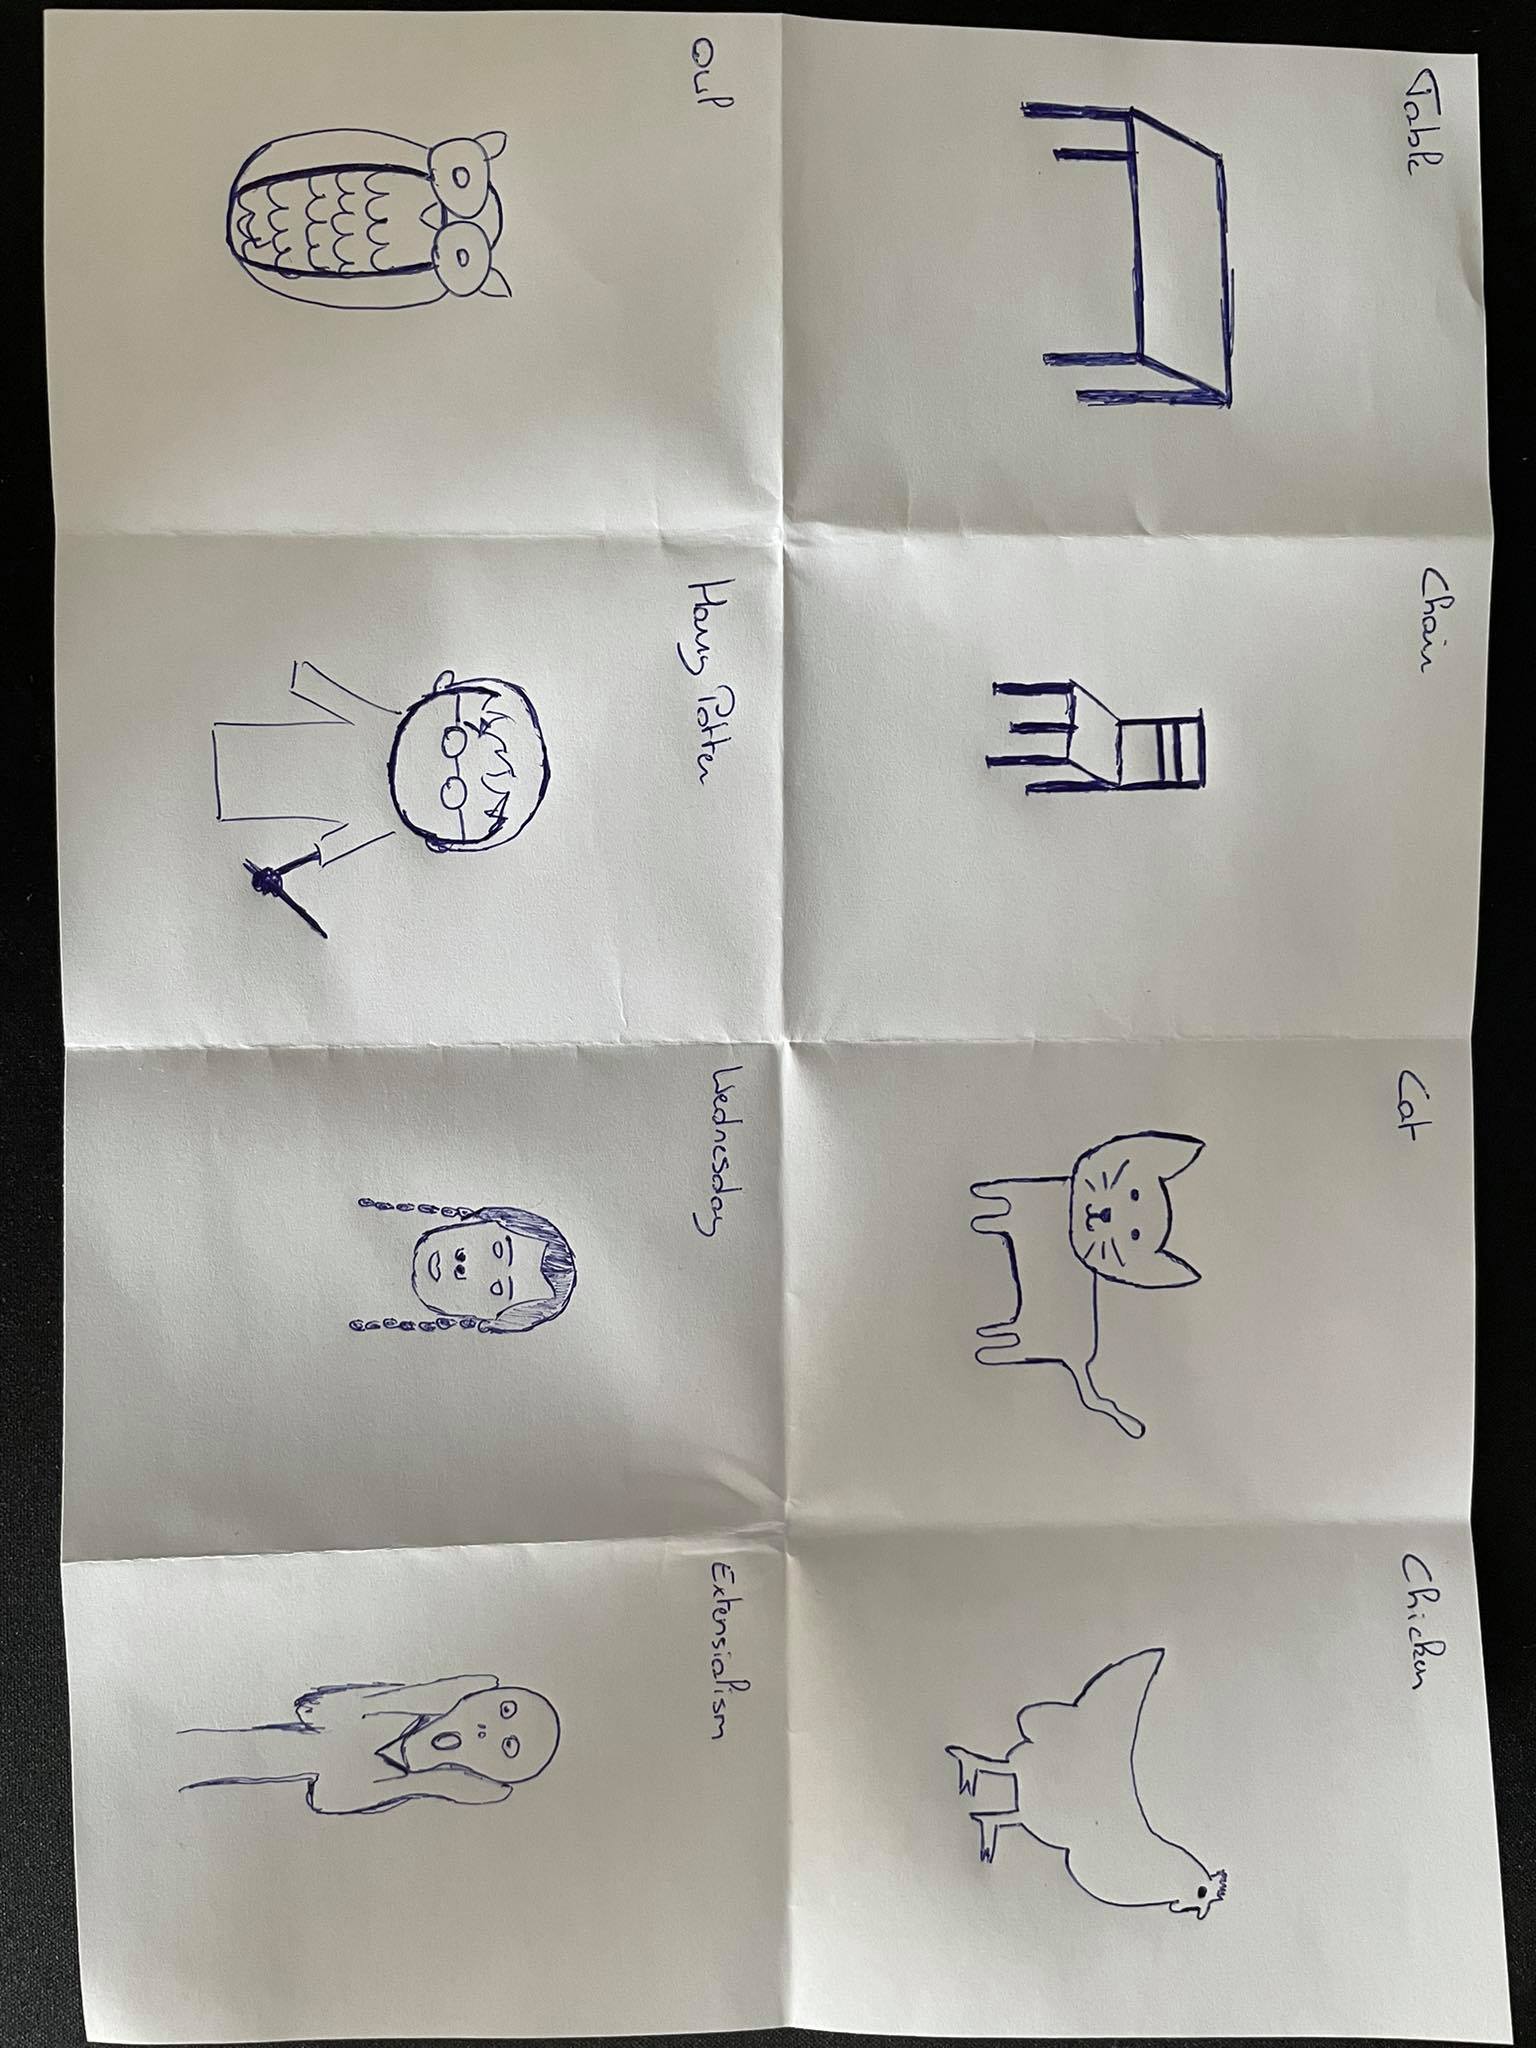 Table
Chair
Cat
Chicken
Owl
Harry Potter
Wednesday
Extensialism